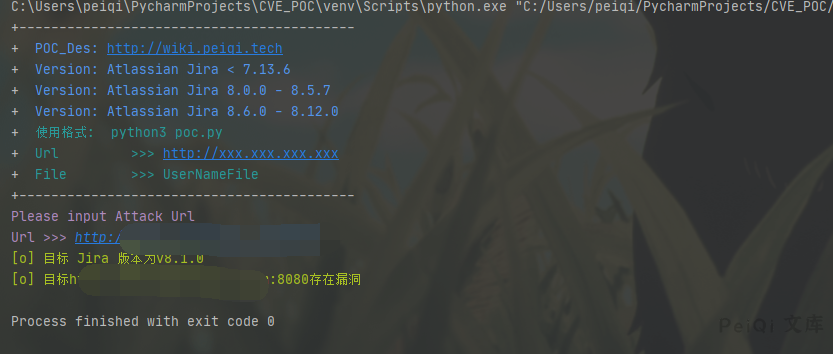 C:\Users\peiqi\PycharmProjects\CVE_POC\venv\Scripts\python.exe "C:/Users/peiqi/PycharmProjects/CVE_POC/
+------------------------------------------
+ POC_Des: http://wiki.peiqi.tech
+ Version: Atlassian Jira < 7.13.6
+ Version: Atlassian Jira 8.0.0 - 8.5.7
+ Version: Atlassian Jira 8.6.0 - 8.12.0
+ 使用格式: python3 poc.py
+ Url >>> http://xxx.xxx.xxx.xxx
+ File >>> UserNameFile
+------------------------------------------
Please input Attack Url
Url >>> http:/
[o] 目标 Jira 版本为v8.1.0
[o] 目标h :8080存在漏洞
Process finished with exit code 0
PeiQi 文库